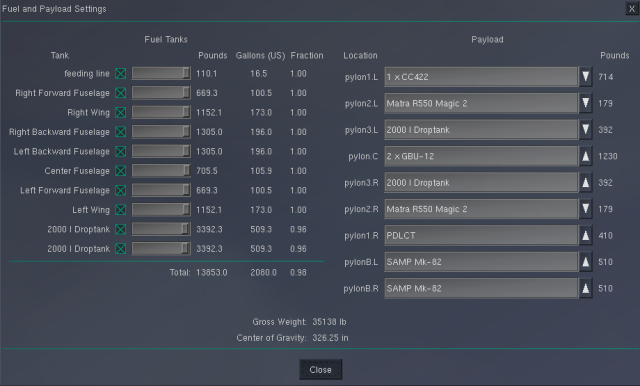 Fuel and Payload Settings X
Fuel Tanks
Tank Pounds Gallons (US) Fraction
feeding line 110.1 16.5 1.00
Right Forward Fuselage 669.3 100.5 1.00
Right Wing 1152.1 173.0 1.00
Right Backward Fuselage 1305.0 196.0 1.00
Left Backward Fuselage 1305.0 196.0 1.00
Center Fuselage 705.5 105.9 1.00
Left Forward Fuselage 669.3 100.5 1.00
Left Wing 1152.1 173.0 1.00
2000 l Droptank 3392.3 509.3 0.96
2000 l Droptank 3392.3 509.3 0.96
Total: 13853.0 2080.0 0.98
Payload
Location Pounds
pylon1.L 1 x CC422 714
pylon2.L Matra R550 Magic 2 179
pylon3.L 2000 l Droptank 392
pylon.C 2 x GBU-12 1230
pylon3.R 2000 l Droptank 392
pylon2.R Matra R550 Magic 2 179
pylon1.R PDLCT 410
pylonB.L SAMP Mk-82 510
pylonB.R SAMP Mk-82 510
Gross Weight: 35138 lb
Center of Gravity: 326.25 in
Close